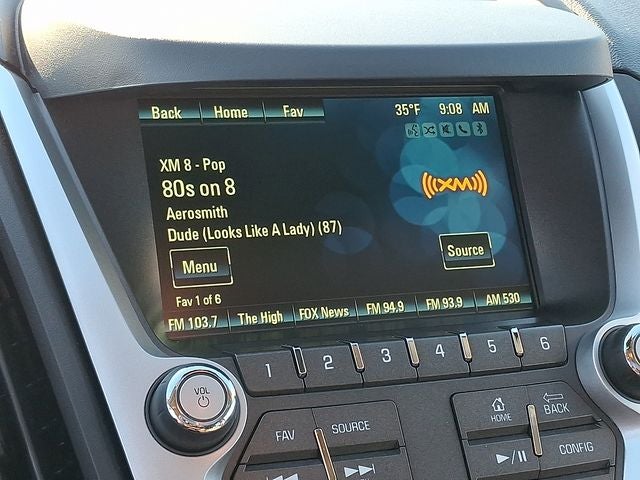 Back Home Fav 35°F 9:08 AM
XM 8 - Pop
80s on 8
XM
Aerosmith
Dude (Looks Like A Lady) (87)
Menu Source
Fav 1 of 6
FM 103.7 The High FOX News FM 94.9 FM 93.9 AM 530
1 2 3 4 5 6
VOL
FAV SOURCE HOME BACK
CONFIG